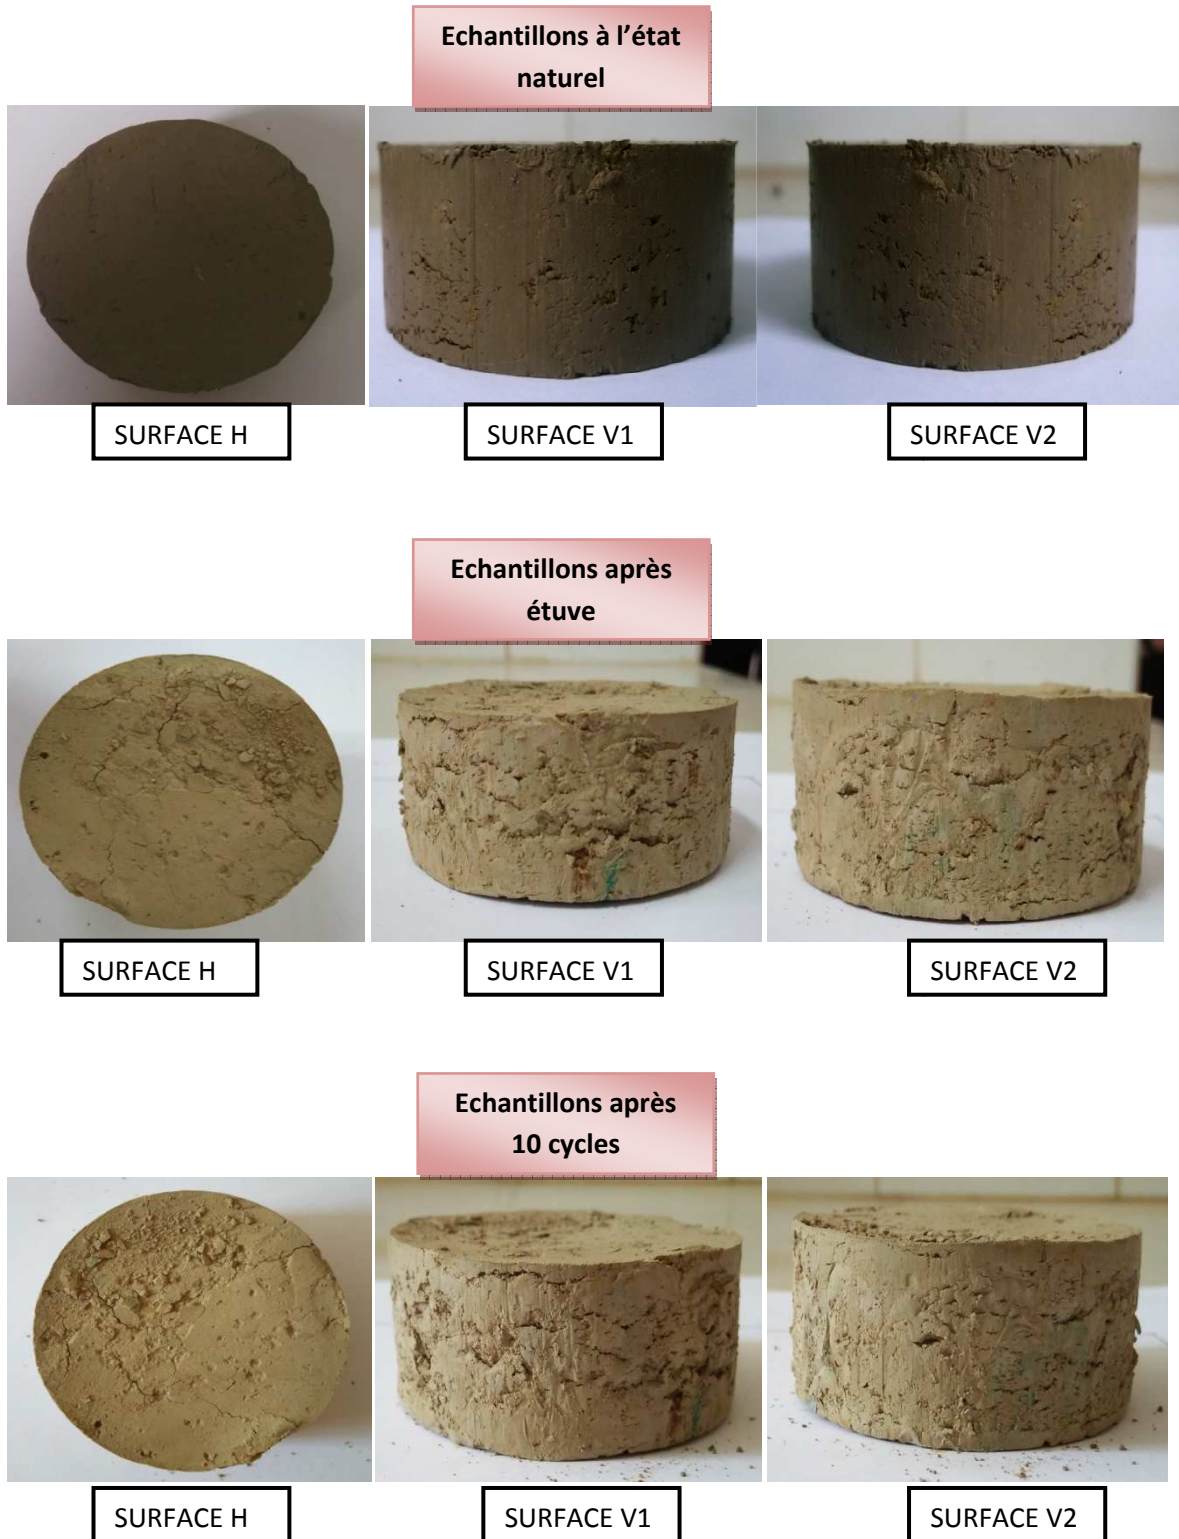 Echantillons à l’état
naturel
SURFACE H
SURFACE V1
SURFACE V2
Echantillons après
étuve
SURFACE H
SURFACE V1
SURFACE V2
Echantillons après
10 cycles
SURFACE H
SURFACE V1
SURFACE V2